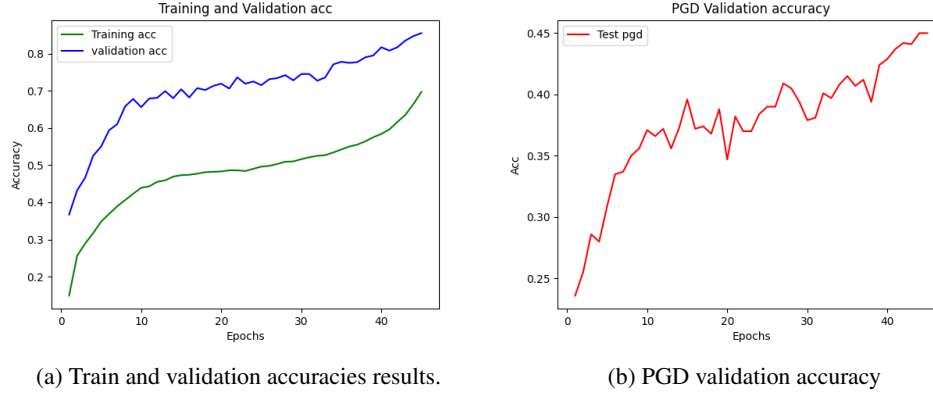 Training and Validation acc
Training acc
validation acc
Accuracy
0.8
0.7
0.6
0.5
0.4
0.3
0.2
0
10
20
30
40
Epochs
(a) Train and validation accuracies results.
PGD Validation accuracy
Test pgd
Acc
0.45
0.40
0.35
0.30
0.25
0
10
20
30
40
Epochs
(b) PGD validation accuracy